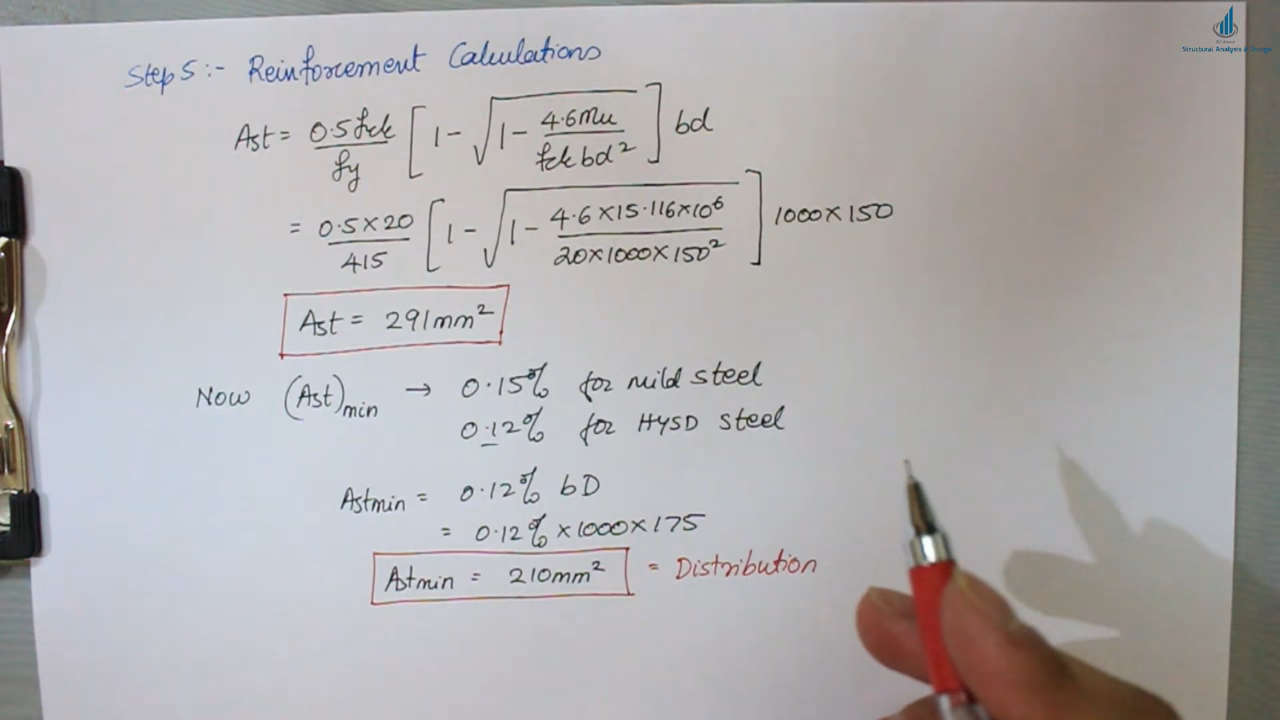 Structural Analysis & Design
Step 5:- Reinforcement Calculations
Ast = 0.5fck/fy [1 - √(1 - 4.6Mu/fck bd²)] bd
= 0.5×20/415 [1 - √(1 - 4.6×15.116×10⁶/20×1000×150²)] 1000×150
Ast = 291mm²
Now (Ast)min → 0.15% for mild steel
0.12% for HYSD steel
Astmin = 0.12% bD
= 0.12% ×1000×175
Astmin = 210mm² = Distribution